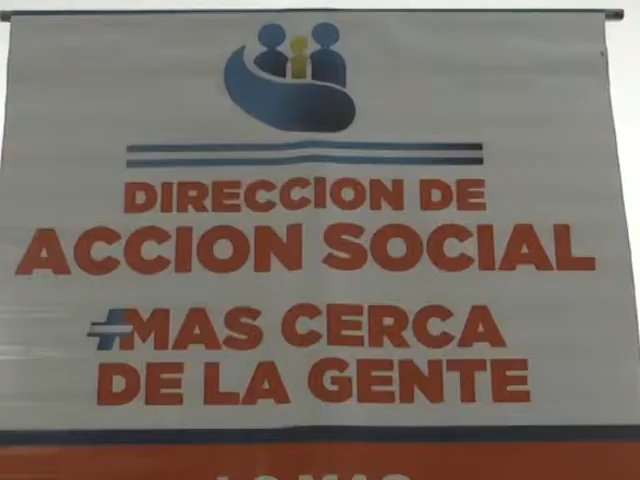 DIRECCION DE
ACCION SOCIAL
+MAS CERCA
DE LA GENTE